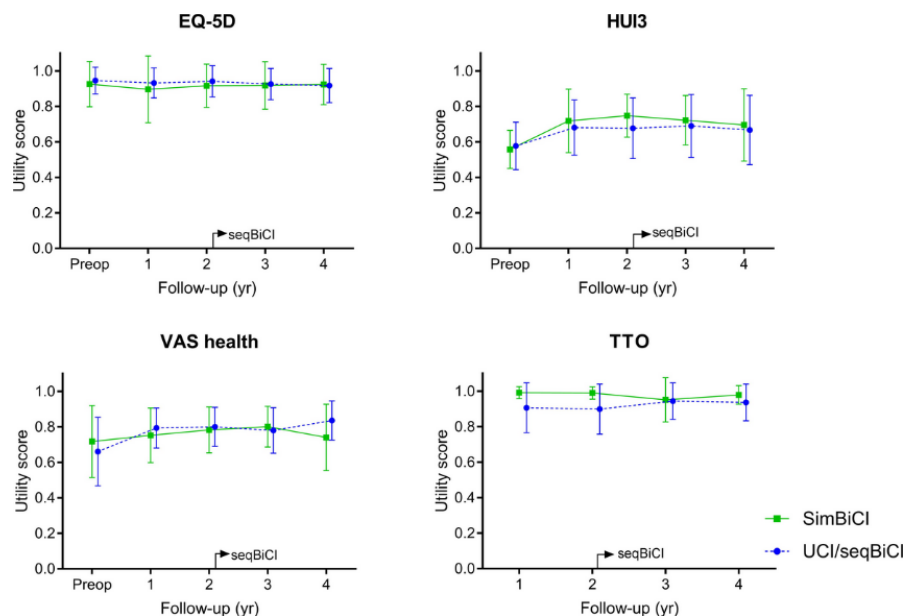 EQ-5D
Utility score
1.0
0.8
0.6
0.4
0.2
0.0
seqBiCI
Preop 1 2 3 4
Follow-up (yr)
HUI3
Utility score
1.0
0.8
0.6
0.4
0.2
0.0
seqBiCI
Preop 1 2 3 4
Follow-up (yr)
VAS health
Utility score
1.0
0.8
0.6
0.4
0.2
0.0
seqBiCI
Preop 1 2 3 4
Follow-up (yr)
TTO
Utility score
1.0
0.8
0.6
0.4
0.2
0.0
seqBiCI
1 2 3 4
Follow-up (yr)
SimBiCI
UCI/seqBiCI